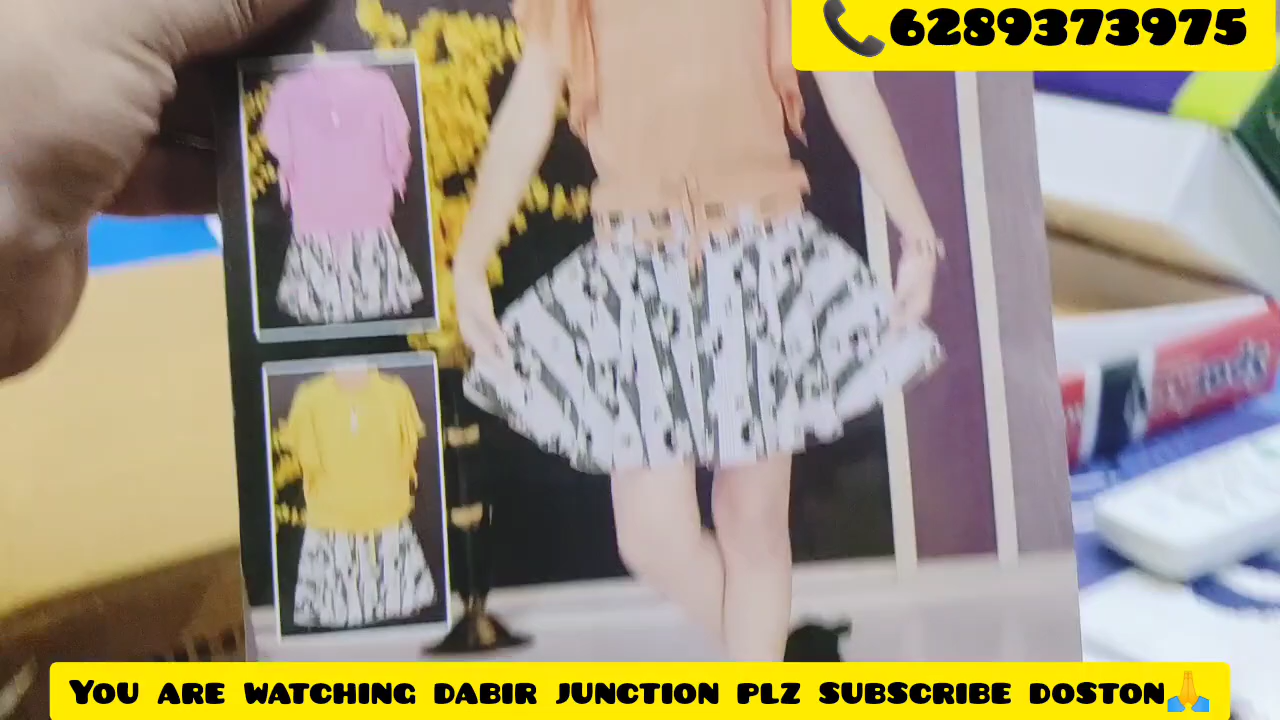 📞6289373975
YOU ARE WATCHING DABIR JUNCTION PLZ SUBSCRIBE DOSTON🙏